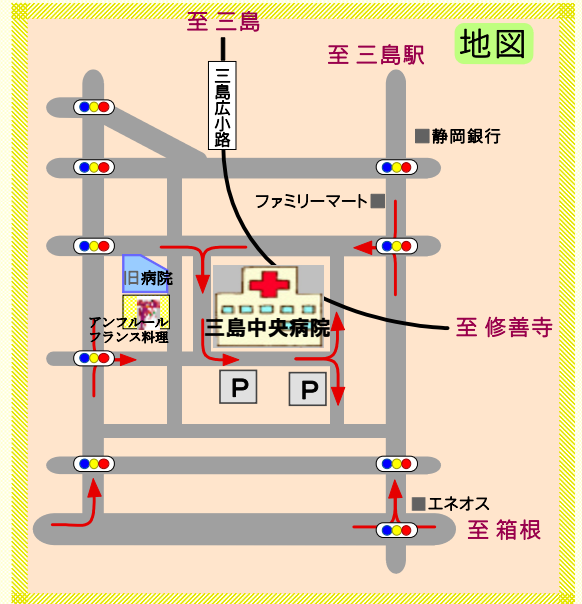 至 三島
地図
至 三島駅
三島広小路
静岡銀行
ファミリーマート
旧病院
アンフルール
フランス料理
三島中央病院
至 修善寺
P
P
エネオス
至 箱根